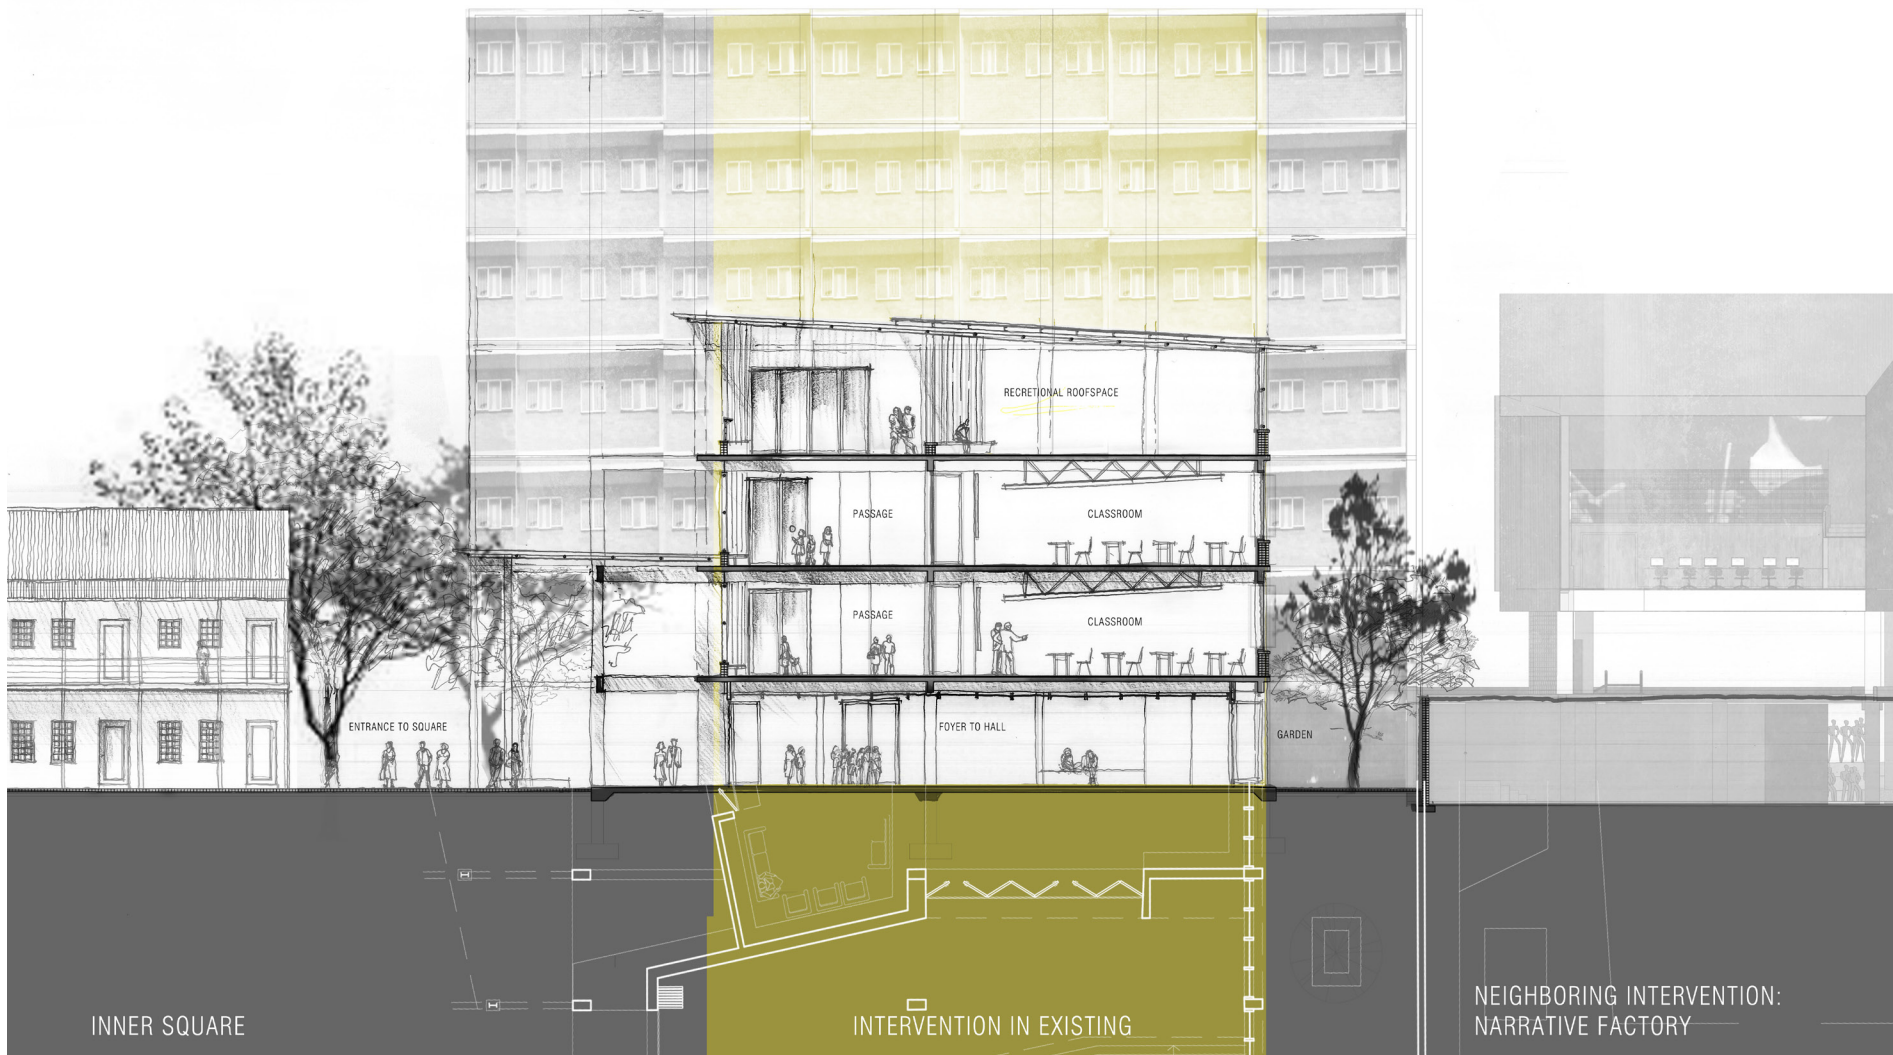 RECRETIONAL ROOFSPACE
PASSAGE
CLASSROOM
PASSAGE
CLASSROOM
ENTRANCE TO SQUARE
FOYER TO HALL
GARDEN
INNER SQUARE
INTERVENTION IN EXISTING
NEIGHBORING INTERVENTION:
NARRATIVE FACTORY